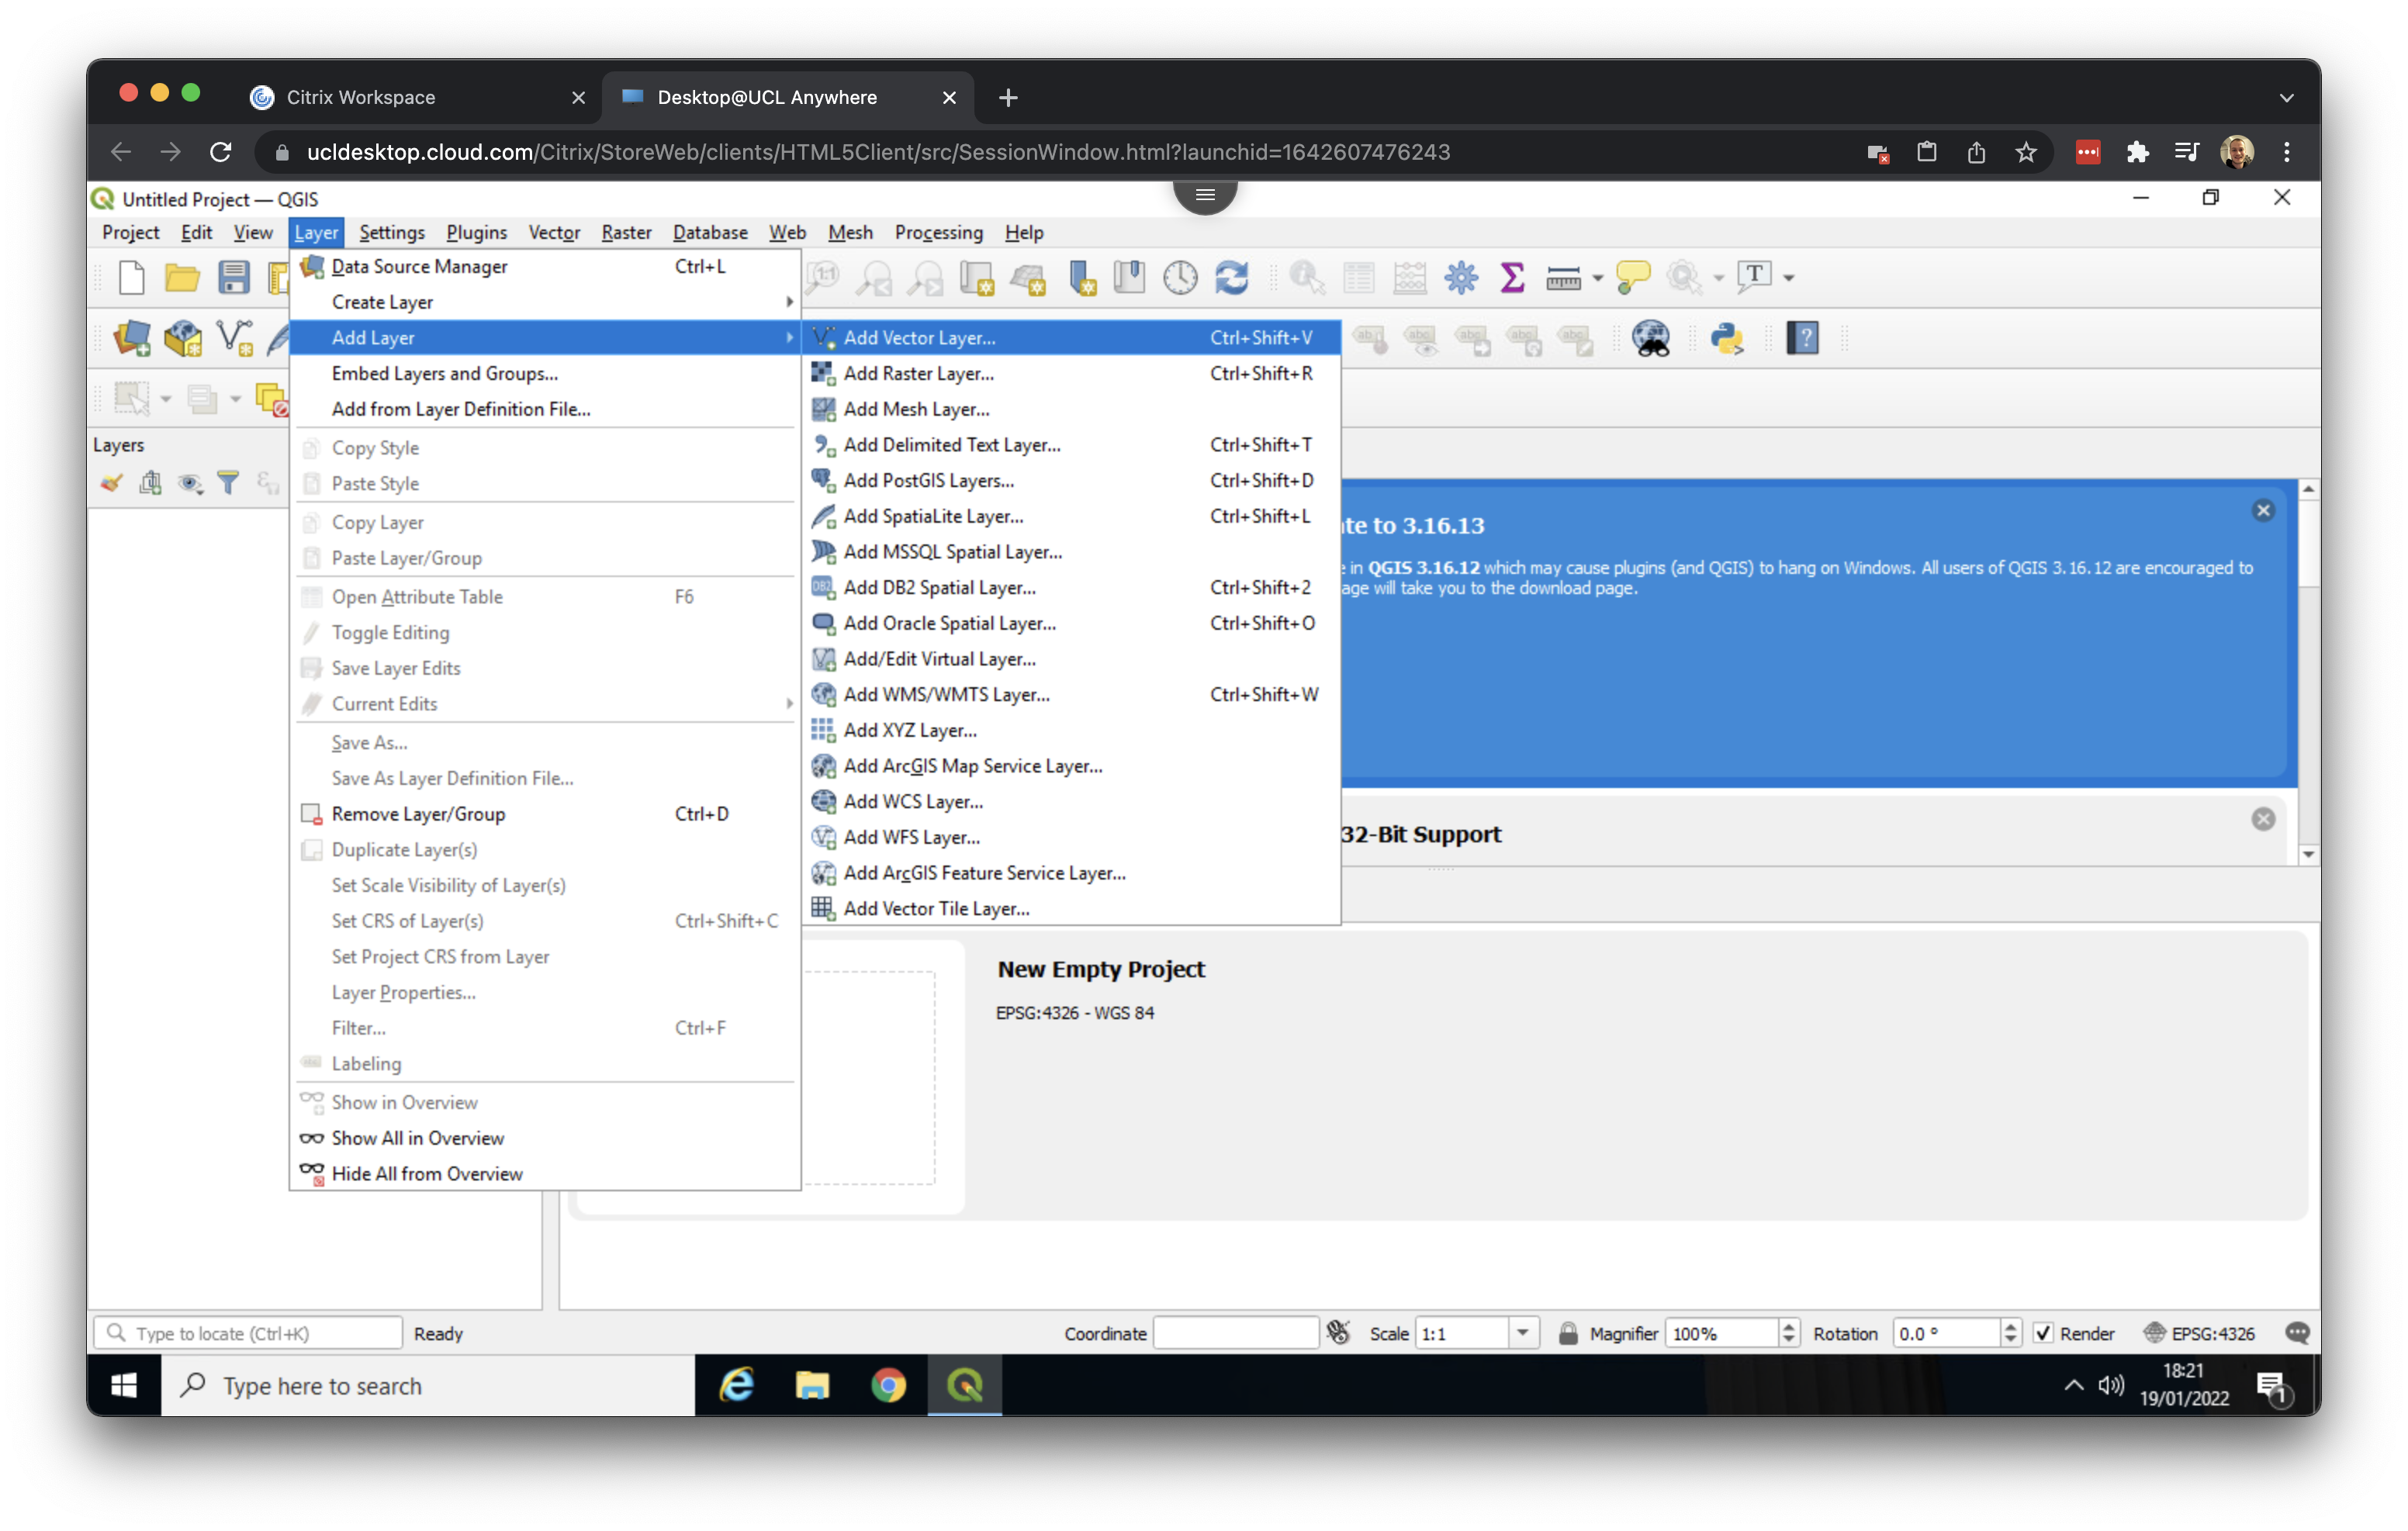 Citrix Workspace
Desktop@UCL Anywhere
ucldesktop.cloud.com/Citrix/StoreWeb/clients/HTML5Client/src/SessionWindow.html?launchid=1642607476243
Untitled Project — QGIS
Project Edit View Layer Settings Plugins Vector Raster Database Web Mesh Processing Help
Data Source Manager Ctrl+L
Create Layer
Add Layer
Embed Layers and Groups...
Add from Layer Definition File...
Copy Style
Paste Style
Copy Layer
Paste Layer/Group
Open Attribute Table F6
Toggle Editing
Save Layer Edits
Current Edits
Save As...
Save As Layer Definition File...
Remove Layer/Group Ctrl+D
Duplicate Layer(s)
Set Scale Visibility of Layer(s)
Set CRS of Layer(s) Ctrl+Shift+C
Set Project CRS from Layer
Layer Properties...
Filter... Ctrl+F
Labeling
Show in Overview
Show All in Overview
Hide All from Overview
Add Vector Layer... Ctrl+Shift+V
Add Raster Layer... Ctrl+Shift+R
Add Mesh Layer...
Add Delimited Text Layer... Ctrl+Shift+T
Add PostGIS Layers... Ctrl+Shift+D
Add SpatiaLite Layer... Ctrl+Shift+L
Add MSSQL Spatial Layer...
Add DB2 Spatial Layer... Ctrl+Shift+2
Add Oracle Spatial Layer... Ctrl+Shift+O
Add/Edit Virtual Layer...
Add WMS/WMTS Layer... Ctrl+Shift+W
Add XYZ Layer...
Add ArcGIS Map Service Layer...
Add WCS Layer...
Add WFS Layer...
Add ArcGIS Feature Service Layer...
Add Vector Tile Layer...
Layers
te to 3.16.13
in QGIS 3.16.12 which may cause plugins (and QGIS) to hang on Windows. All users of QGIS 3.16.12 are encouraged to
age will take you to the download page.
32-Bit Support
New Empty Project
EPSG:4326 - WGS 84
Type to locate (Ctrl+K) Ready Coordinate Scale 1:1 Magnifier 100% Rotation 0.0 ° Render EPSG:4326
Type here to search
18:21
19/01/2022
1